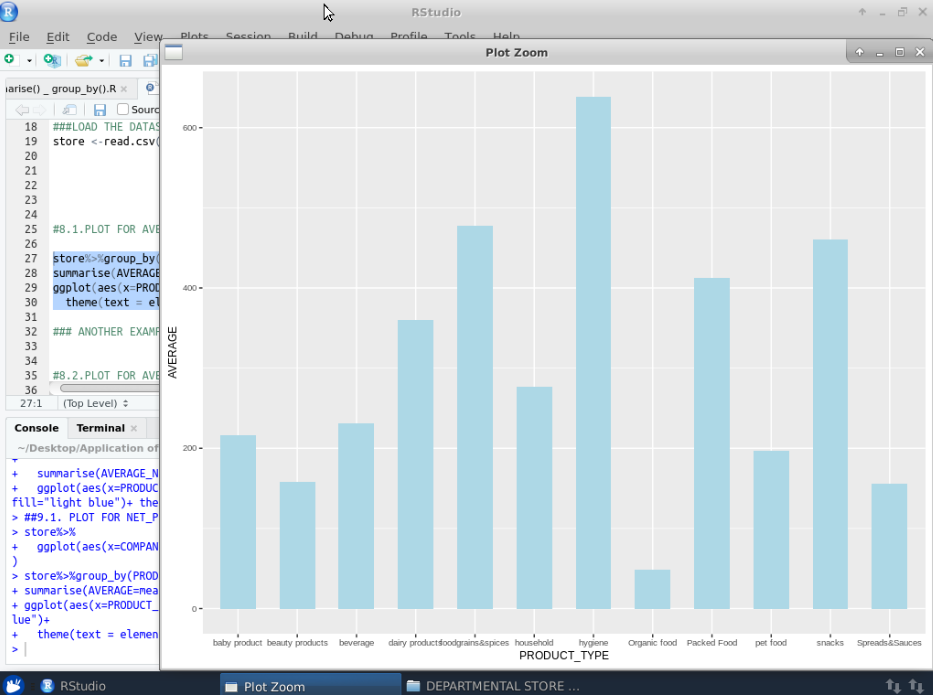 RStudio
File Edit Code View Plots Session Build Debug Profile Tools Help
Plot Zoom
arise() _ group_by().R
Sourc
18 ###LOAD THE DATAS
19 store <-read.csv(
20
21
22
23
24
25 #8.1.PLOT FOR AVE
26
27 store%>%group_by(
28 summarise(AVERAGE
29 ggplot(aes(x=PROD
30 theme(text = el
31
32 ### ANOTHER EXAMP
33
34
35 #8.2.PLOT FOR AVE
36
27:1 (Top Level)
Console Terminal
~/Desktop/Application of
+
+ summarise(AVERAGE_N
+ ggplot(aes(x=PRODUC
fill="light blue")+ the
> ##9.1. PLOT FOR NET_P
> store%>%
+ ggplot(aes(x=COMPAN
)
> store%>%group_by(PROD
+ summarise(AVERAGE=mea
+ ggplot(aes(x=PRODUCT_
lue")+
+ theme(text = elemen
>
600
400
200
0
AVERAGE
baby product beauty products beverage dairy products foodgrains&spices household hygiene Organic food Packed Food pet food snacks Spreads&Sauces
PRODUCT_TYPE
RStudio Plot Zoom DEPARTMENTAL STORE ...